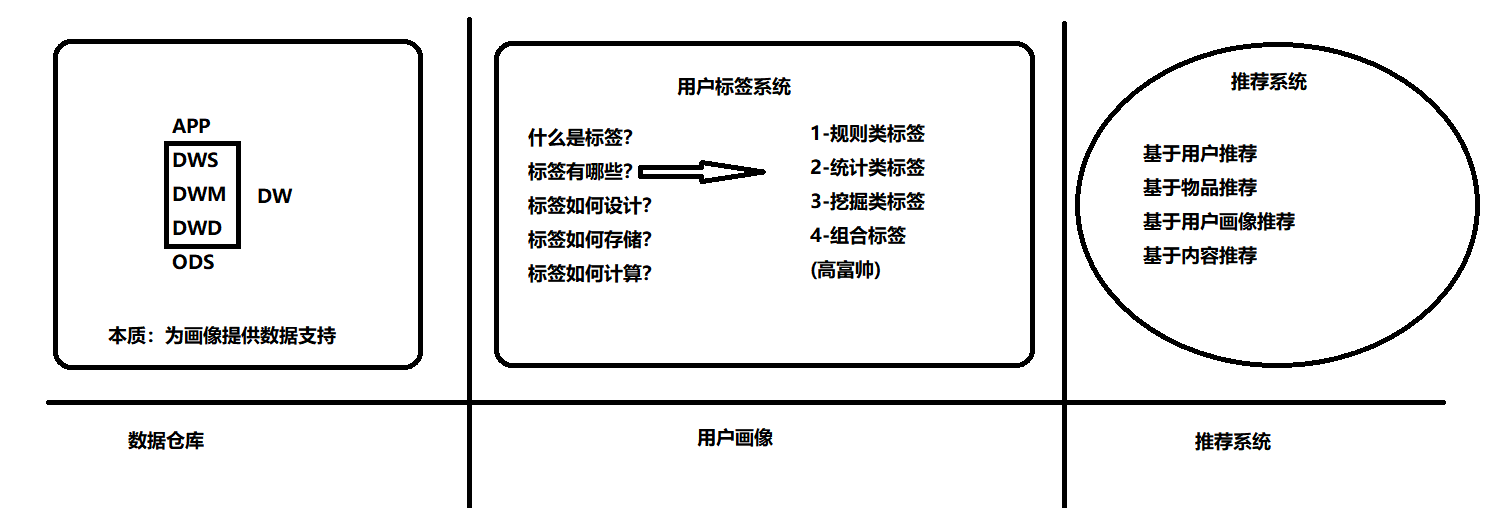 APP
DWS
DWM
DW
DWD
ODS
本质：为画像提供数据支持
数据仓库
用户标签系统
什么是标签？
标签有哪些？
标签如何设计？
标签如何存储？
标签如何计算？
1-规则类标签
2-统计类标签
3-挖掘类标签
4-组合标签
(高富帅)
用户画像
推荐系统
基于用户推荐
基于物品推荐
基于用户画像推荐
基于内容推荐
推荐系统